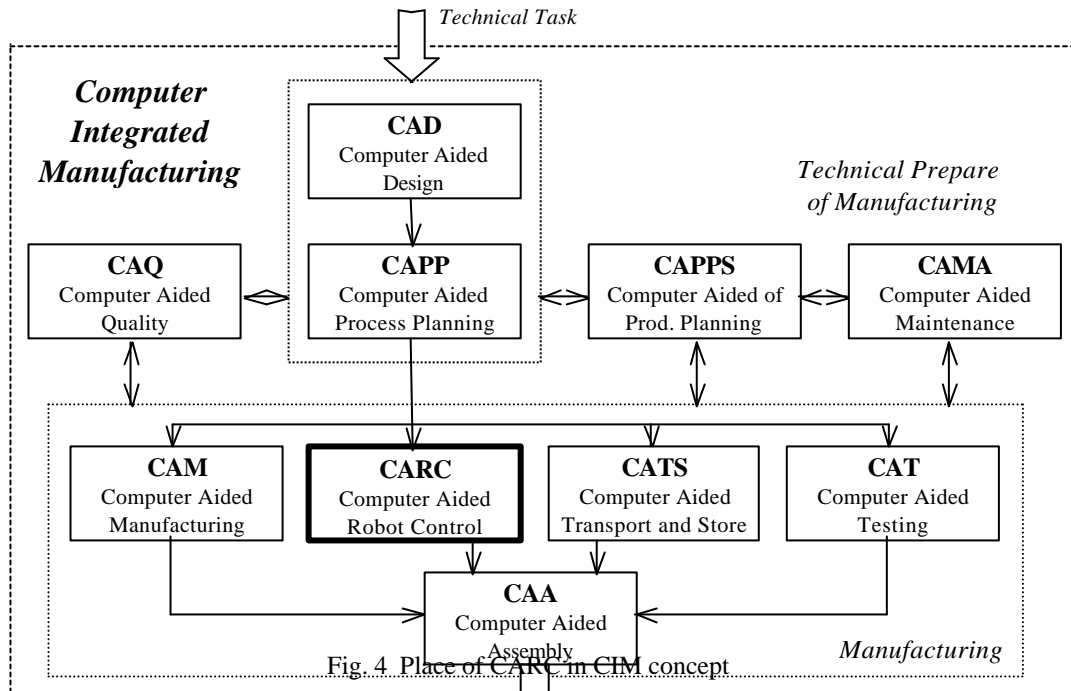 Technical Task
Computer
Integrated
Manufacturing
CAD
Computer Aided
Design
Technical Prepare
of Manufacturing
CAQ
Computer Aided
Quality
CAPP
Computer Aided
Process Planning
CAPPS
Computer Aided of
Prod. Planning
CAMA
Computer Aided
Maintenance
CAM
Computer Aided
Manufacturing
CARC
Computer Aided
Robot Control
CATS
Computer Aided
Transport and Store
CAT
Computer Aided
Testing
CAA
Computer Aided
Assembly
Manufacturing
Fig. 4 Place of CARC in CIM concept